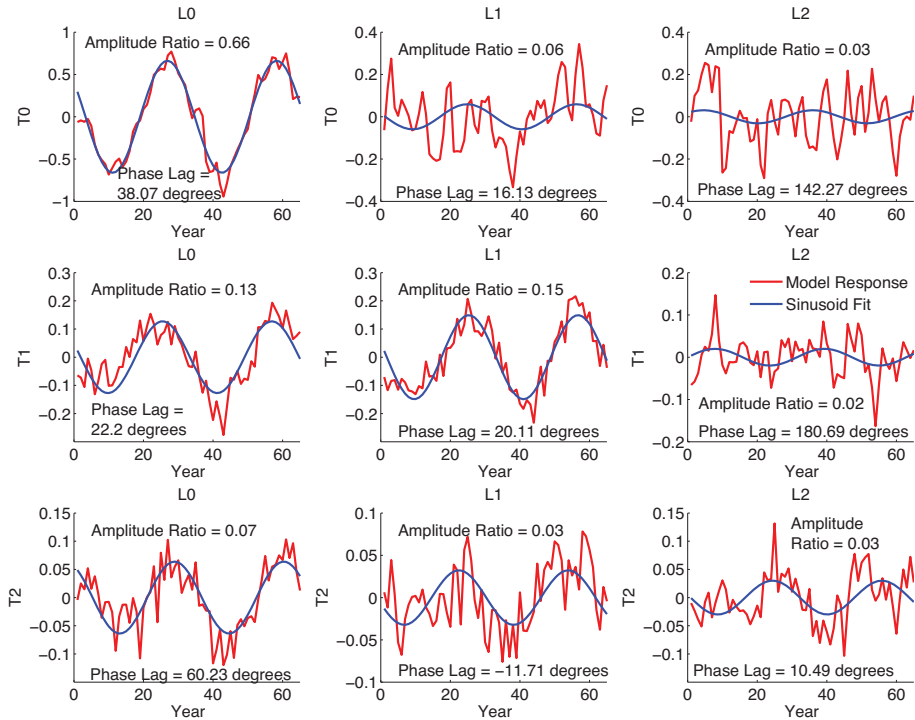 L0
T0
1
0.5
0
−0.5
−1
Amplitude Ratio = 0.66
Phase Lag =
38.07 degrees
0
20
40
60
Year
L1
T0
0.4
0.2
0
−0.2
−0.4
Amplitude Ratio = 0.06
Phase Lag = 16.13 degrees
0
20
40
60
Year
L2
T0
0.4
0.2
0
−0.2
−0.4
Amplitude Ratio = 0.03
Phase Lag = 142.27 degrees
0
20
40
60
Year
L0
T1
0.3
0.2
0.1
0
−0.1
−0.2
Amplitude Ratio = 0.13
Phase Lag =
22.2 degrees
0
20
40
60
Year
L1
T1
0.3
0.2
0.1
0
−0.1
−0.2
Amplitude Ratio = 0.15
Phase Lag = 20.11 degrees
0
20
40
60
Year
L2
T1
0.2
0.1
0
−0.1
−0.2
Model Response
Sinusoid Fit
Amplitude Ratio = 0.02
Phase Lag = 180.69 degrees
0
20
40
60
Year
L0
T2
0.15
0.1
0.05
0
−0.05
−0.1
Amplitude Ratio = 0.07
Phase Lag = 60.23 degrees
0
20
40
60
Year
L1
T2
0.1
0.05
0
−0.05
−0.1
Amplitude Ratio = 0.03
Phase Lag = −11.71 degrees
0
20
40
60
Year
L2
T2
0.15
0.1
0.05
0
−0.05
−0.1
−0.15
Amplitude
Ratio = 0.03
Phase Lag = 10.49 degrees
0
20
40
60
Year